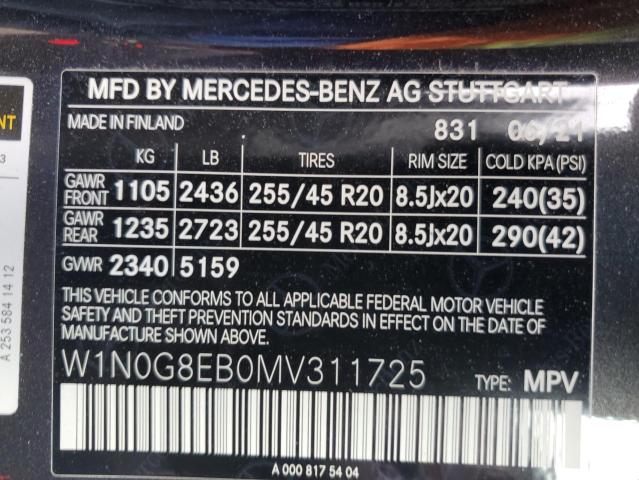 MFD BY MERCEDES-BENZ AG STUTTGART
MADE IN FINLAND 831 06/21
KG LB TIRES RIM SIZE COLD KPA(PSI)
GAWR FRONT 1105 2436 255/45 R20 8.5Jx20 240(35)
GAWR REAR 1235 2723 255/45 R20 8.5Jx20 290(42)
GVWR 2340 5159
THIS VEHICLE CONFORMS TO ALL APPLICABLE FEDERAL MOTOR VEHICLE
SAFETY AND THEFT PREVENTION STANDARDS IN EFFECT ON THE DATE OF
MANUFACTURE SHOWN ABOVE.
W1N0G8EB0MV311725 TYPE: MPV
A 000 817 54 04
A 253 584 14 12